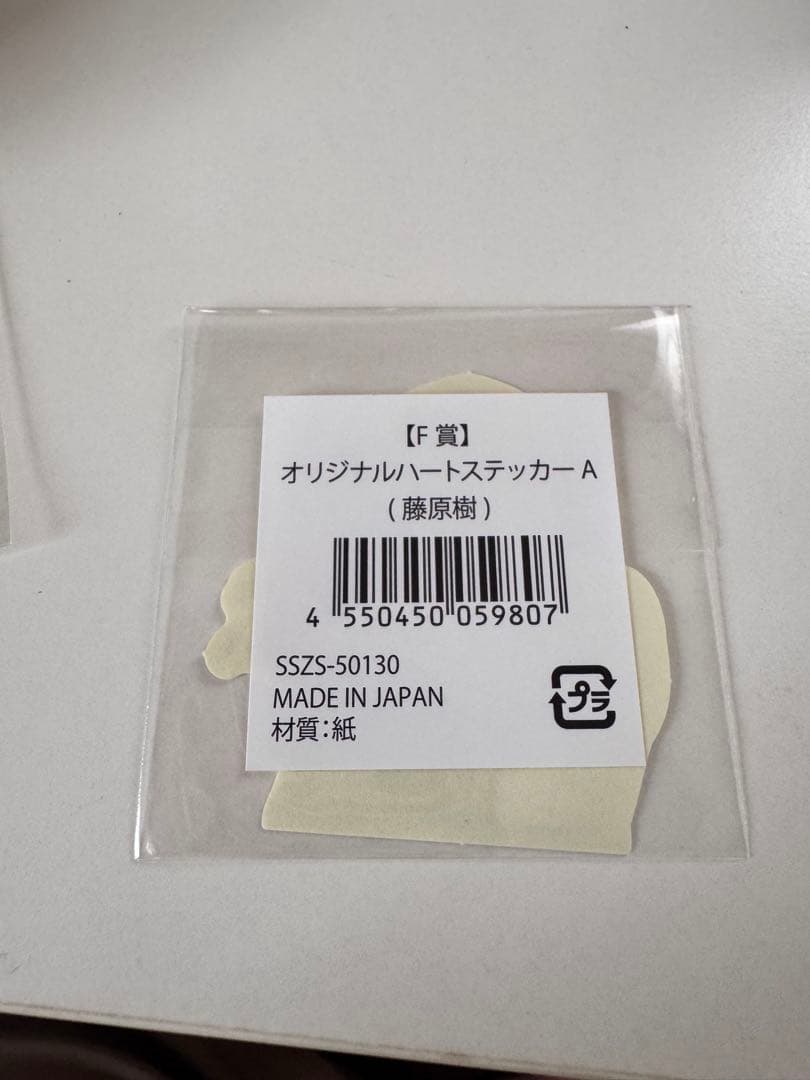 【F 賞】
オリジナルハートステッカー A
( 藤原樹 )
4 550450 059807
SSZS-50130
MADE IN JAPAN
材質：紙
プラ